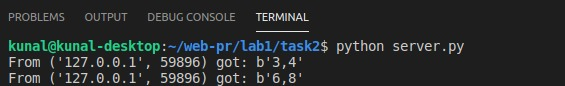 PROBLEMS OUTPUT DEBUG CONSOLE TERMINAL
kunal@kunal-desktop:~/web-pr/lab1/task2$ python server.py
From ('127.0.0.1', 59896) got: b'3,4'
From ('127.0.0.1', 59896) got: b'6,8'